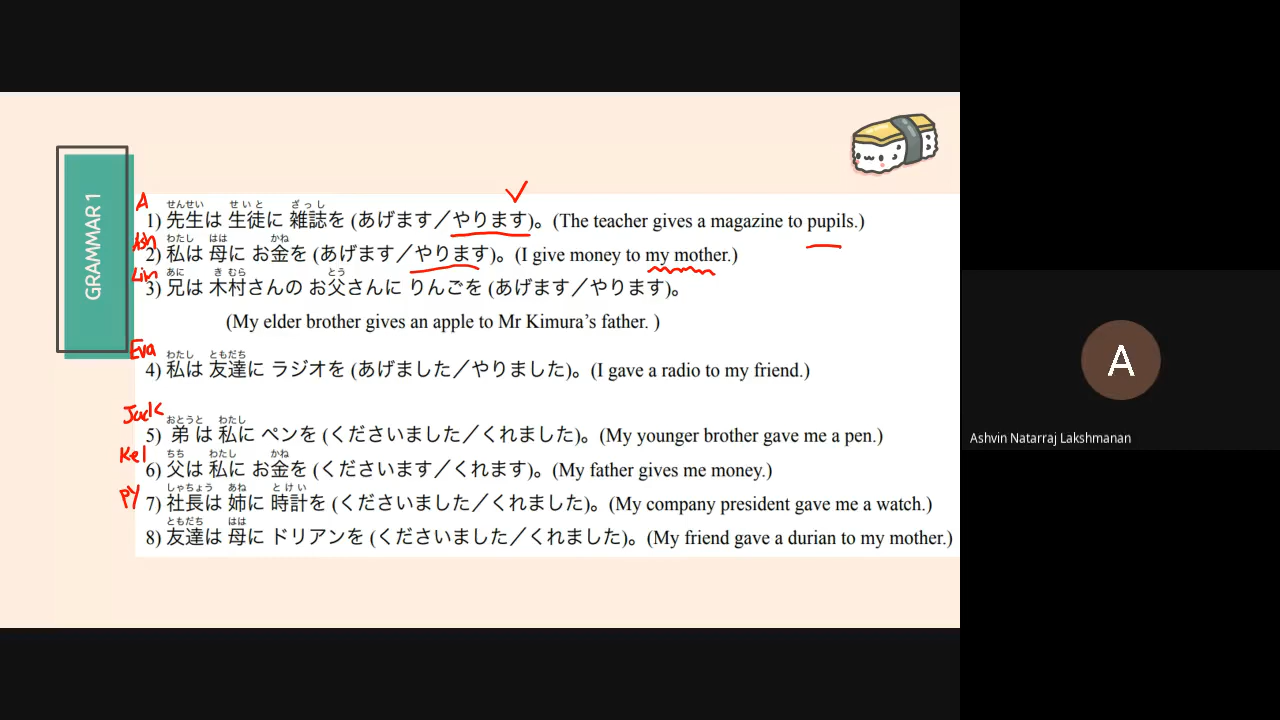 GRAMMAR 1
A
せんせい せいと ざっし
1) 先生は 生徒に 雑誌を (あげます／やります)。(The teacher gives a magazine to pupils.)
Ash
わたし はは かね
2) 私は 母に お金を (あげます／やります)。(I give money to my mother.)
Lin
あに き むら とう
3) 兄は 木村さんの お父さんに りんごを (あげます／やります)。
(My elder brother gives an apple to Mr Kimura’s father. )
Eva
わたし ともだち
4) 私は 友達に ラジオを (あげました／やりました)。(I gave a radio to my friend.)
Jack
おとうと わたし
5) 弟 は 私に ペンを (くださいました／くれました)。(My younger brother gave me a pen.)
Kel
ちち わたし かね
6) 父は 私に お金を (くださいます／くれます)。(My father gives me money.)
PY
しゃちょう あね とけい
7) 社長は 姉に 時計を (くださいました／くれました)。(My company president gave me a watch.)
ともだち はは
8) 友達は 母に ドリアンを (くださいました／くれました)。(My friend gave a durian to my mother.)
A
Ashvin Natarraj Lakshmanan